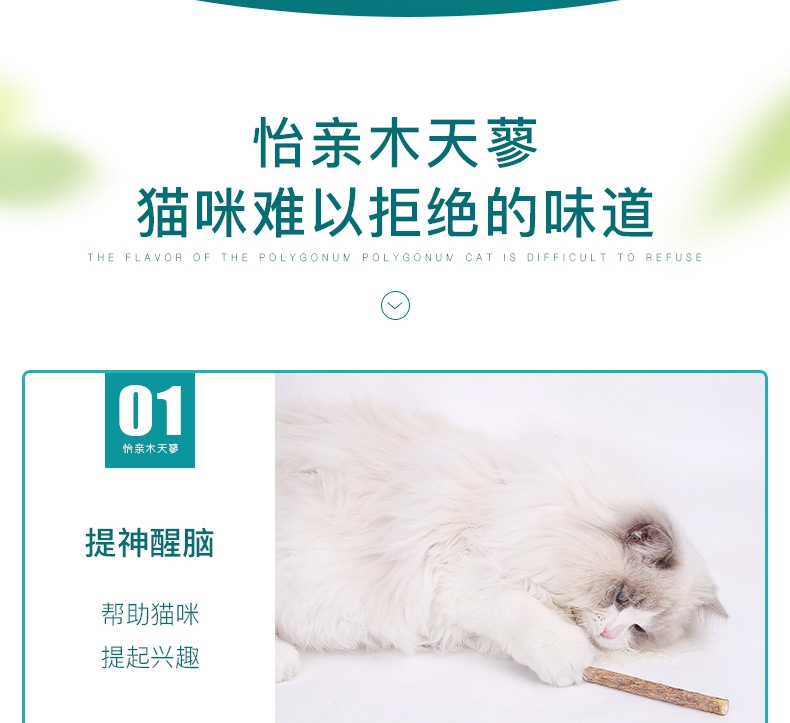 怡亲木天蓼
猫咪难以拒绝的味道
THE FLAVOR OF THE POLYGONUM POLYGONUM CAT IS DIFFICULT TO REFUSE
01
怡亲木天蓼
提神醒脑
帮助猫咪
提起兴趣